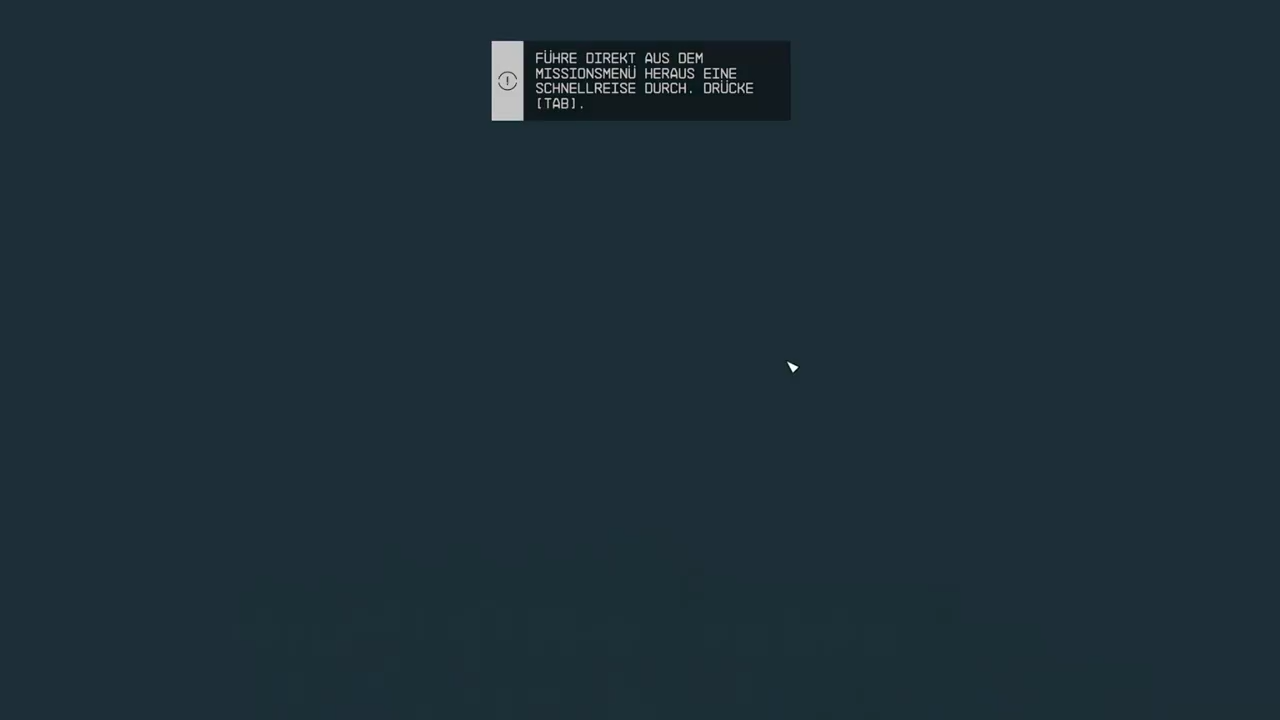 FÜHRE DIREKT AUS DEM
MISSIONSMENÜ HERAUS EINE
SCHNELLREISE DURCH. DRÜCKE
[TAB].